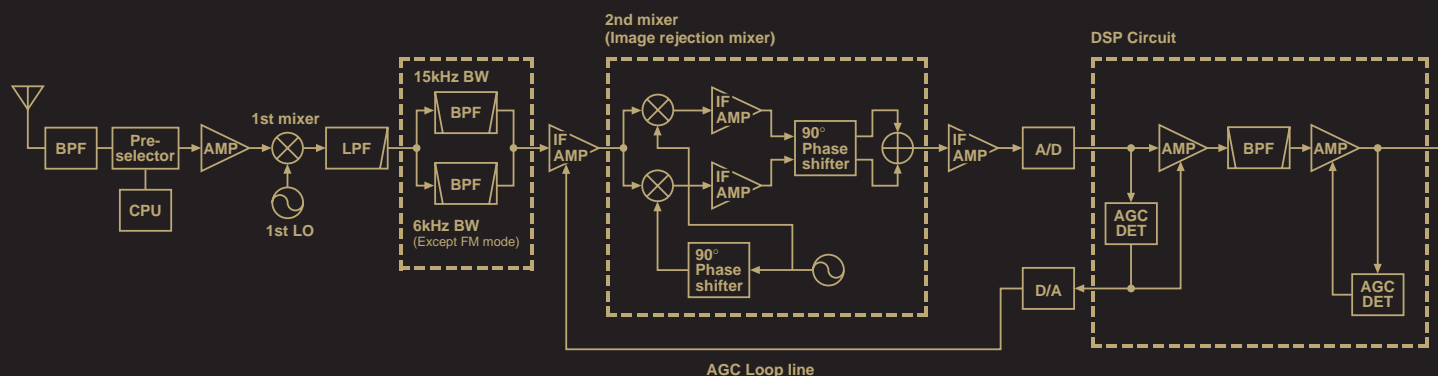 2nd mixer
(Image rejection mixer)
DSP Circuit
15kHz BW
BPF
1st mixer
BPF
Pre-
selector
AMP
LPF
CPU
1st LO
BPF
6kHz BW
(Except FM mode)
IF
AMP
IF
AMP
IF
AMP
90°
Phase
shifter
90°
Phase
shifter
IF
AMP
A/D
AMP
BPF
AMP
AGC
DET
D/A
AGC
DET
AGC Loop line